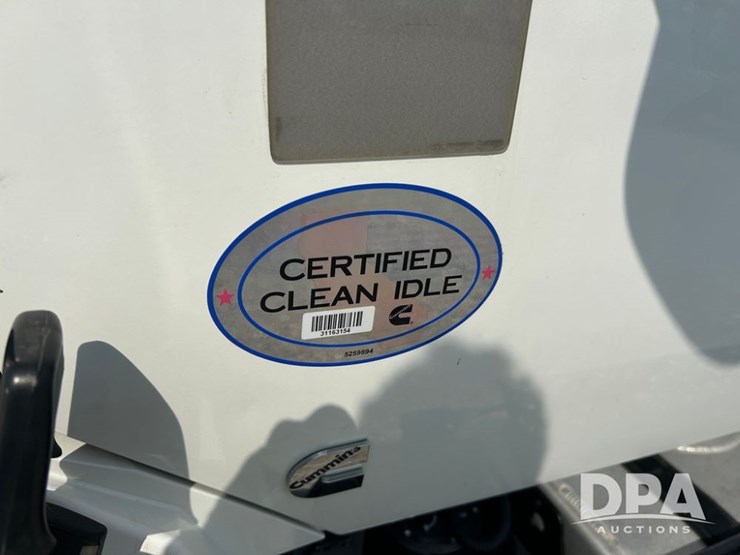 CERTIFIED
CLEAN IDLE
31163154
5259894
Cummins
DPA
AUCTIONS